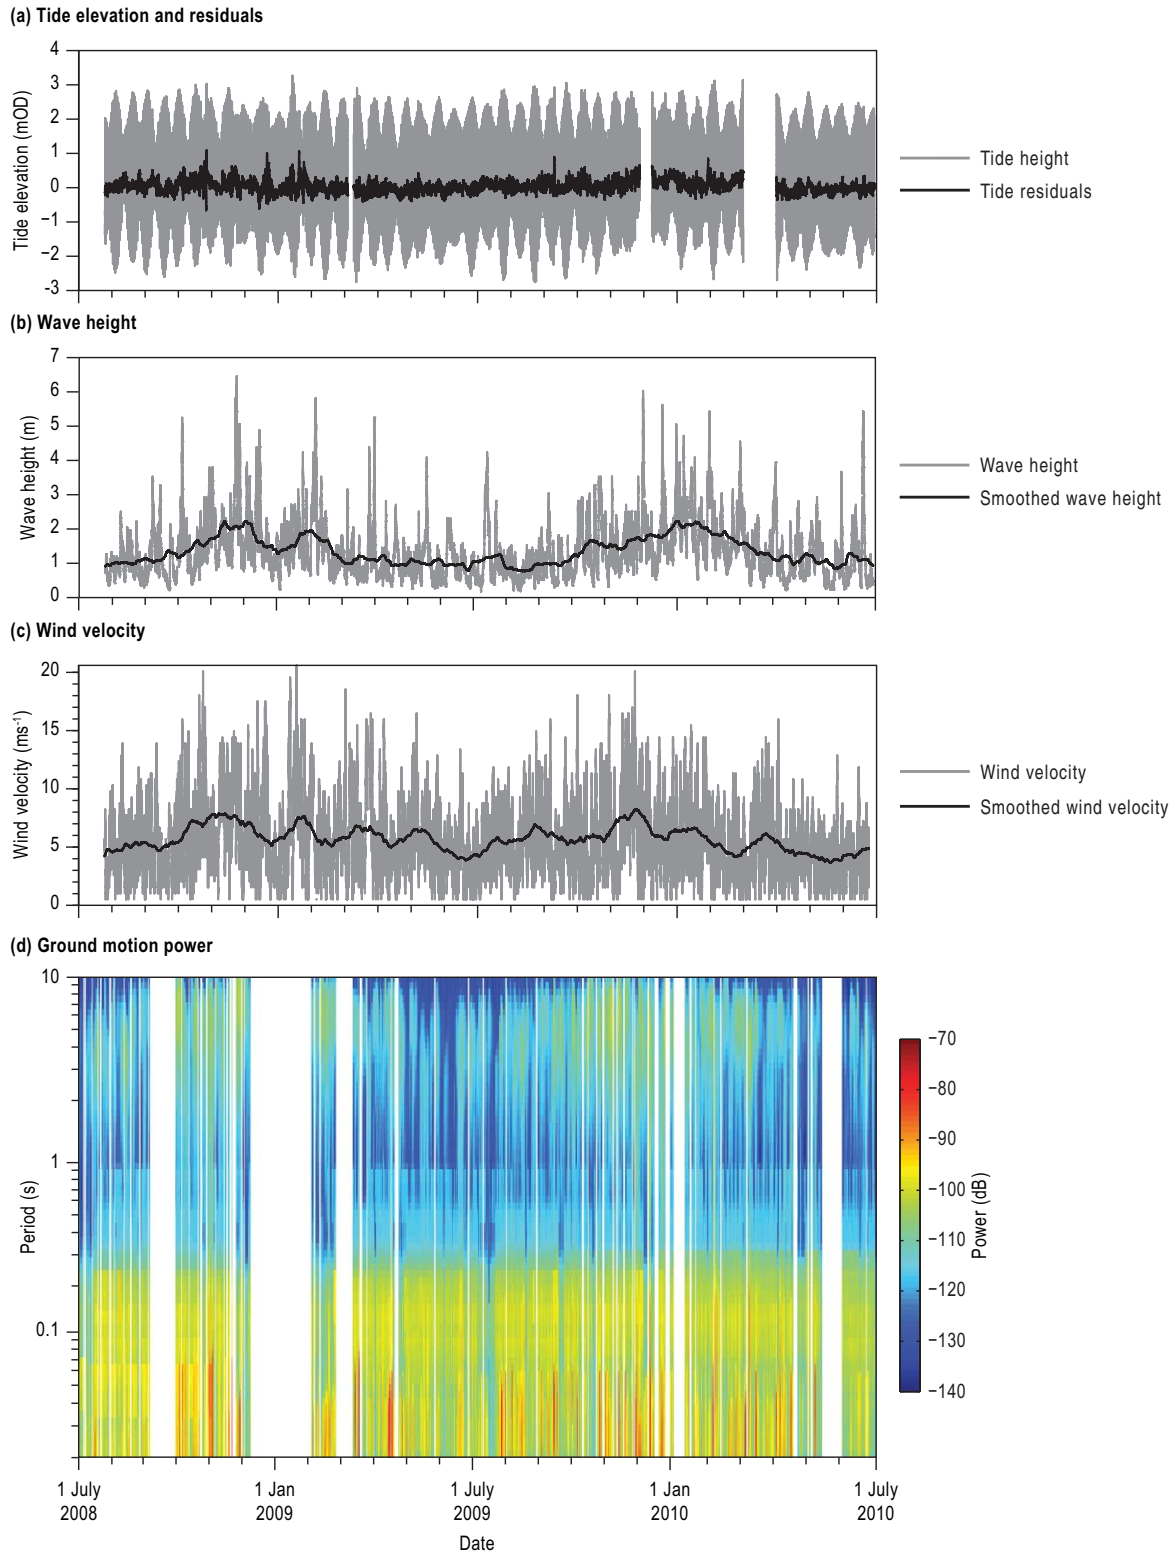 (a) Tide elevation and residuals
4
3
2
1
0
−1
−2
−3
Tide elevation (mOD)
Tide height
Tide residuals
(b) Wave height
7
6
5
4
3
2
1
0
Wave height (m)
Wave height
Smoothed wave height
(c) Wind velocity
20
15
10
5
0
Wind velocity (ms-1)
Wind velocity
Smoothed wind velocity
(d) Ground motion power
10
1
0.1
Period (s)
−70
−80
−90
−100
−110
−120
−130
−140
Power (dB)
1 July 1 Jan 1 July 1 Jan 1 July
2008 2009 2009 2010 2010
Date